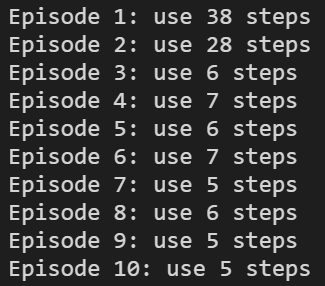 Episode 1: use 38 steps
Episode 2: use 28 steps
Episode 3: use 6 steps
Episode 4: use 7 steps
Episode 5: use 6 steps
Episode 6: use 7 steps
Episode 7: use 5 steps
Episode 8: use 6 steps
Episode 9: use 5 steps
Episode 10: use 5 steps